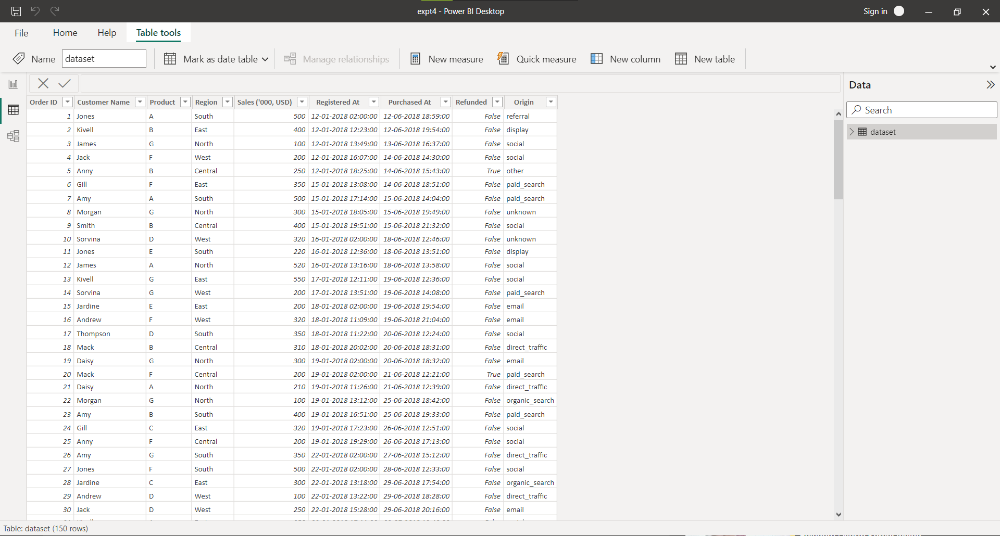 expt4 - Power BI Desktop
Sign in
File Home Help Table tools
Name dataset Mark as date table Manage relationships New measure Quick measure New column New table
Data
Search
dataset
Order ID Customer Name Product Region Sales ('000, USD) Registered At Purchased At Refunded Origin
1 Jones A South 500 12-01-2018 02:00:00 12-06-2018 18:59:00 False referral
2 Kivell B East 400 12-01-2018 12:23:00 12-06-2018 19:54:00 False display
3 James G North 100 12-01-2018 13:49:00 13-06-2018 16:37:00 False social
4 Jack F West 200 12-01-2018 16:07:00 14-06-2018 14:30:00 False social
5 Anny B Central 250 12-01-2018 18:25:00 14-06-2018 15:43:00 True other
6 Gill F East 350 15-01-2018 13:08:00 14-06-2018 18:51:00 False paid_search
7 Amy A South 500 15-01-2018 17:14:00 15-06-2018 14:04:00 False paid_search
8 Morgan G North 300 15-01-2018 18:05:00 15-06-2018 19:49:00 False unknown
9 Smith B Central 400 15-01-2018 19:51:00 15-06-2018 21:32:00 False social
10 Sorvina D West 320 16-01-2018 02:00:00 18-06-2018 12:46:00 False unknown
11 Jones E South 220 16-01-2018 12:36:00 18-06-2018 13:51:00 False display
12 James A North 520 16-01-2018 13:16:00 18-06-2018 13:58:00 False social
13 Kivell G East 550 17-01-2018 12:11:00 19-06-2018 12:36:00 False social
14 Sorvina G West 200 17-01-2018 13:51:00 19-06-2018 14:08:00 False paid_search
15 Jardine E East 200 18-01-2018 02:00:00 19-06-2018 19:54:00 False email
16 Andrew F West 320 18-01-2018 11:09:00 19-06-2018 21:04:00 False email
17 Thompson D South 350 18-01-2018 11:22:00 20-06-2018 12:24:00 False social
18 Mack B Central 310 18-01-2018 20:02:00 20-06-2018 18:31:00 False direct_traffic
19 Daisy G North 300 19-01-2018 02:00:00 20-06-2018 18:32:00 False email
20 Mack F Central 200 19-01-2018 02:00:00 21-06-2018 12:21:00 True paid_search
21 Daisy A North 210 19-01-2018 11:26:00 21-06-2018 12:39:00 False direct_traffic
22 Morgan G North 100 19-01-2018 13:12:00 25-06-2018 18:42:00 False organic_search
23 Amy B South 400 19-01-2018 16:51:00 25-06-2018 19:33:00 False paid_search
24 Gill C East 320 19-01-2018 17:23:00 26-06-2018 12:51:00 False social
25 Anny F Central 200 19-01-2018 19:29:00 26-06-2018 17:13:00 False social
26 Amy G South 350 22-01-2018 02:00:00 27-06-2018 15:12:00 False direct_traffic
27 Jones F South 500 22-01-2018 02:00:00 28-06-2018 12:33:00 False social
28 Jardine C East 300 22-01-2018 13:18:00 29-06-2018 17:54:00 False organic_search
29 Andrew D West 100 22-01-2018 13:22:00 29-06-2018 18:28:00 False direct_traffic
30 Jack D West 250 22-01-2018 15:28:00 29-06-2018 20:16:00 False email
Table: dataset (150 rows)